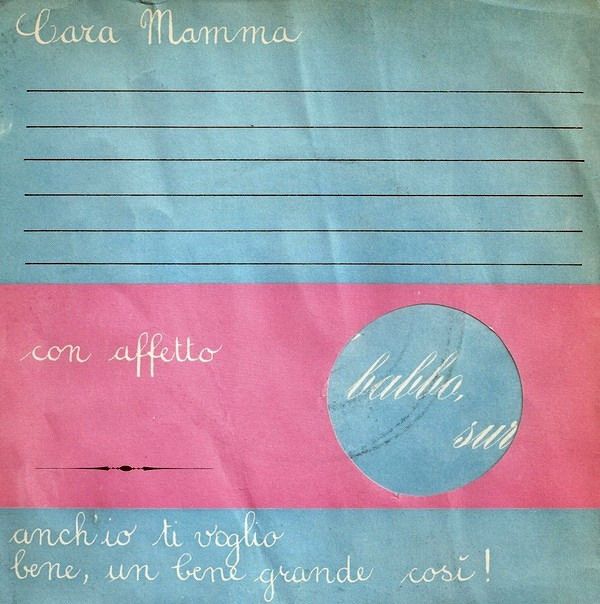 Cara Mamma
con affetto
babbo,
sur
anch'io ti voglio
bene, un bene grande così!